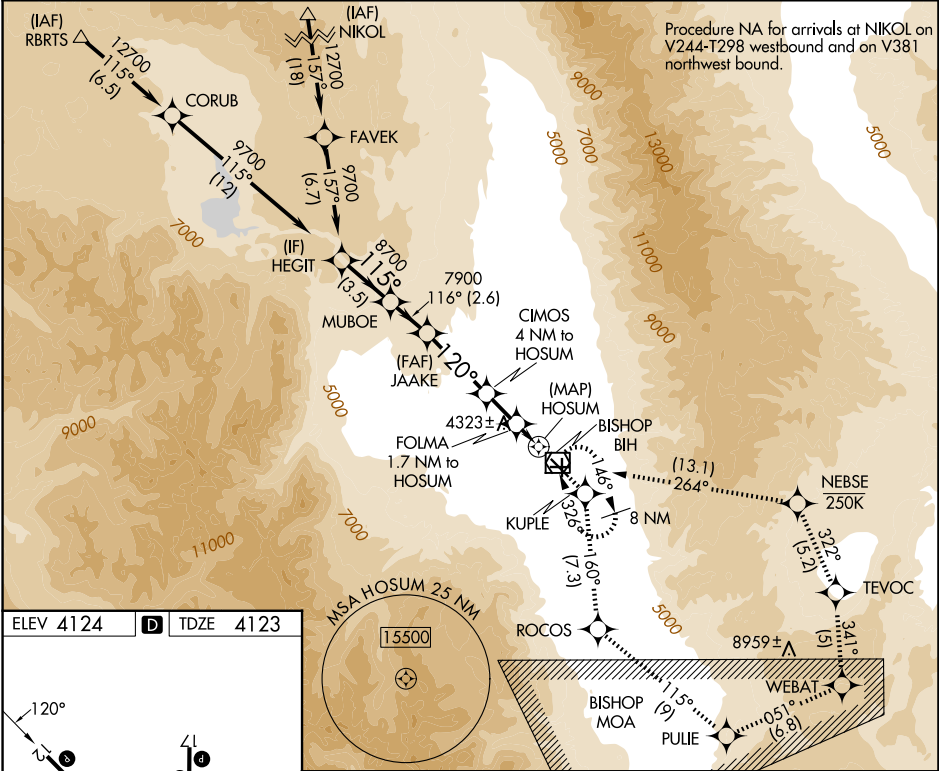 (IAF)
RBRTS
12700
115°
(6.5)
CORUB
9700
115°
(12)
(IAF)
NIKOL
12700
157°
(18)
FAVEK
9700
157°
(6.7)
Procedure NA for arrivals at NIKOL on
V244-T298 westbound and on V381
northwest bound.
9000
7000
5000
13000
5000
7000
11000
9000
(IF)
HEGIT
8700
115°
(3.5)
MUBOE
7900
116° (2.6)
(FAF)
JAAKE
120°
CIMOS
4 NM to
HOSUM
(MAP)
HOSUM
4323±
FOLMA
1.7 NM to
HOSUM
BISHOP
BIH
146°
326°
8 NM
KUPLE
(13.1)
264°
NEBSE
250K
322°
(5.2)
TEVOC
341°
(5)
WEBAT
051°
(6.8)
PULIE
115°
(9)
ROCOS
160°
(7.3)
8959±
BISHOP
MOA
5000
9000
7000
11000
5000
MSA HOSUM 25 NM
15500
ELEV 4124 D TDZE 4123
120°
12
P
17
P